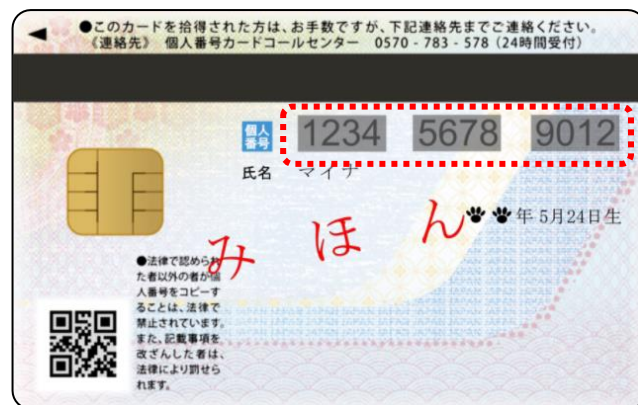 ●このカードを拾得された方は、お手数ですが、下記連絡先までご連絡ください。
《連絡先》 個人番号カードコールセンター 0570-783-578(24時間受付)
個人番号 1234 5678 9012
氏名 マイナ
年 5月24日生
みほん
●法律で認められ
た者以外の者が個
人番号をコピーす
ることは、法律で
禁止されています。
また、記載事項を
改ざんした者は、
法律により罰せら
れます。